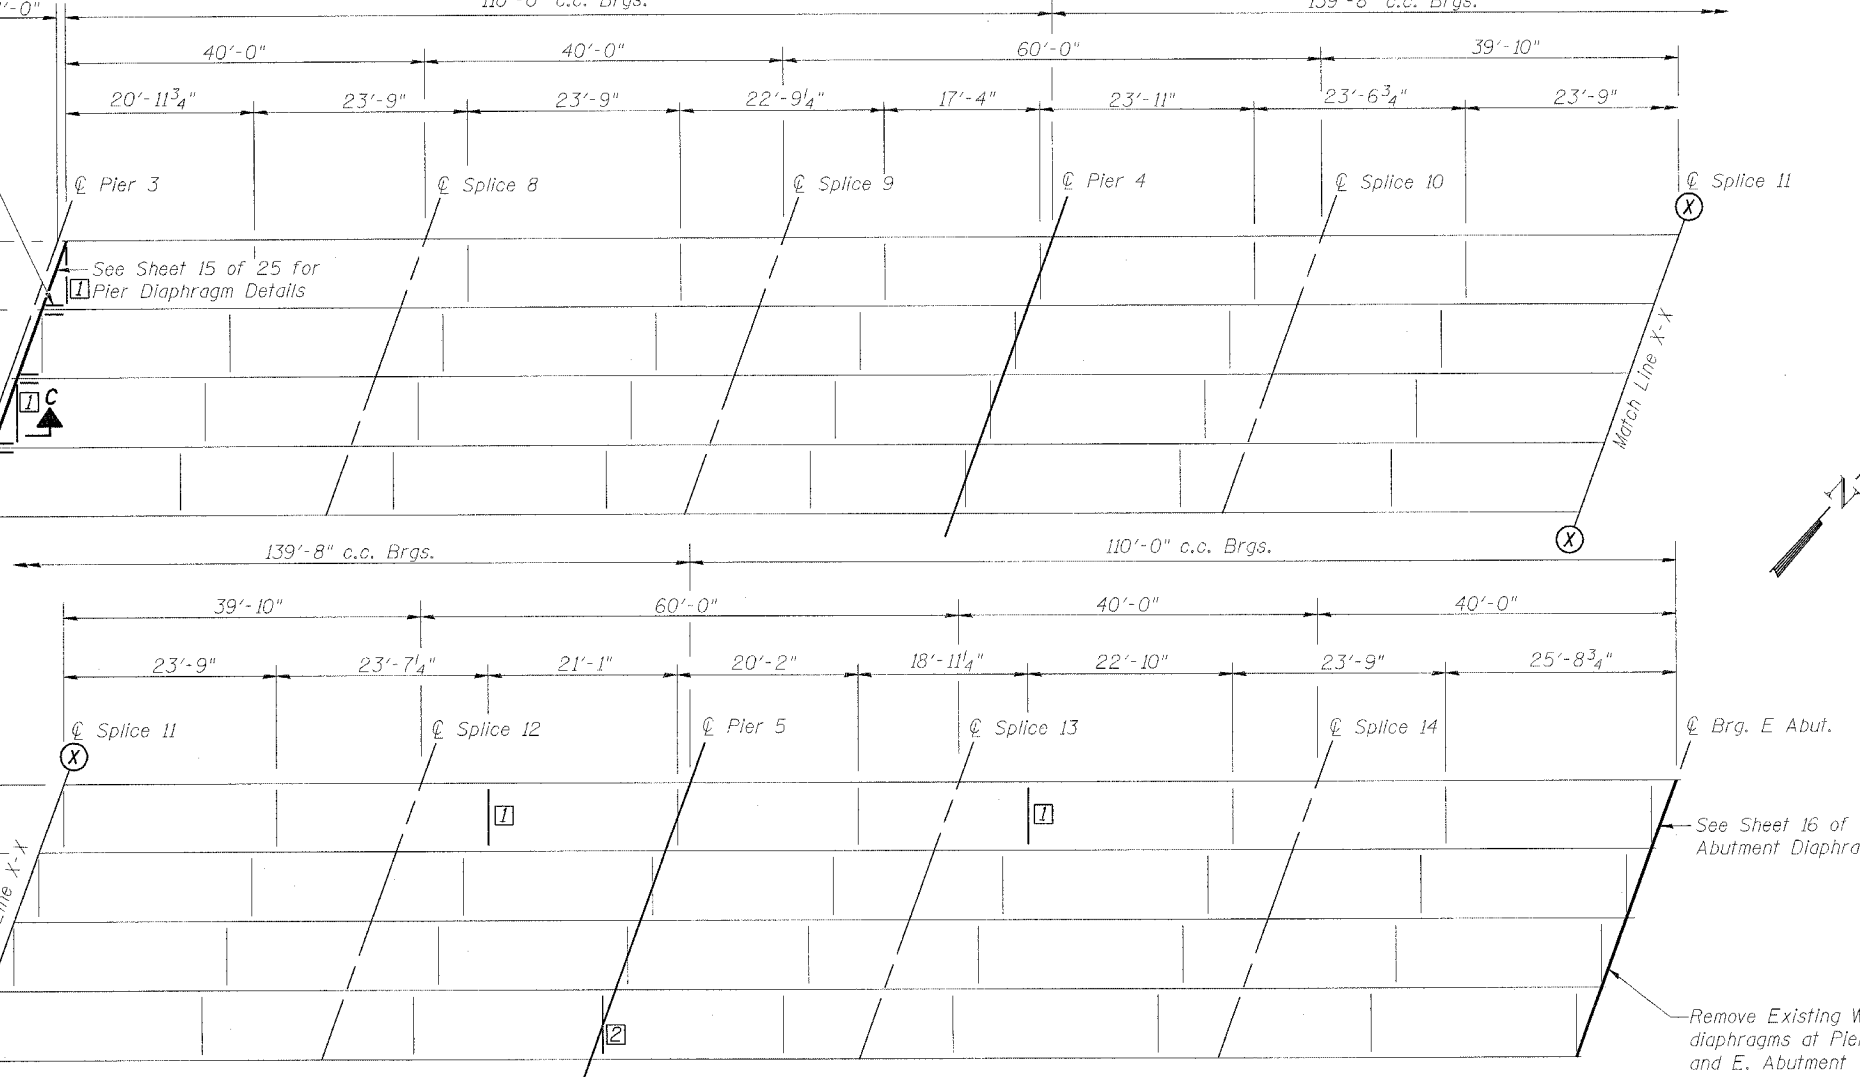 c.c. Brgs.
139'-8" c.c. Brgs.
40'-0"
40'-0"
60'-0"
39'-10"
20'-11¾"
23'-9"
23'-9"
22'-9¼"
17'-4"
23'-11"
23'-6¾"
23'-9"
℄ Pier 3
℄ Splice 8
℄ Splice 9
℄ Pier 4
℄ Splice 10
℄ Splice 11
X
See Sheet 15 of 25 for
1 Pier Diaphragm Details
1 C
Match Line X-X
N
X
139'-8" c.c. Brgs.
110'-0" c.c. Brgs.
39'-10"
60'-0"
40'-0"
40'-0"
23'-9"
23'-7¼"
21'-1"
20'-2"
18'-11¼"
22'-10"
23'-9"
25'-8¾"
℄ Splice 11
℄ Splice 12
℄ Pier 5
℄ Splice 13
℄ Splice 14
℄ Brg. E Abut.
X
1
1
See Sheet 16 of
Abutment Diaphra
Line X-X
2
Remove Existing W
diaphragms at Pie
and E. Abutment